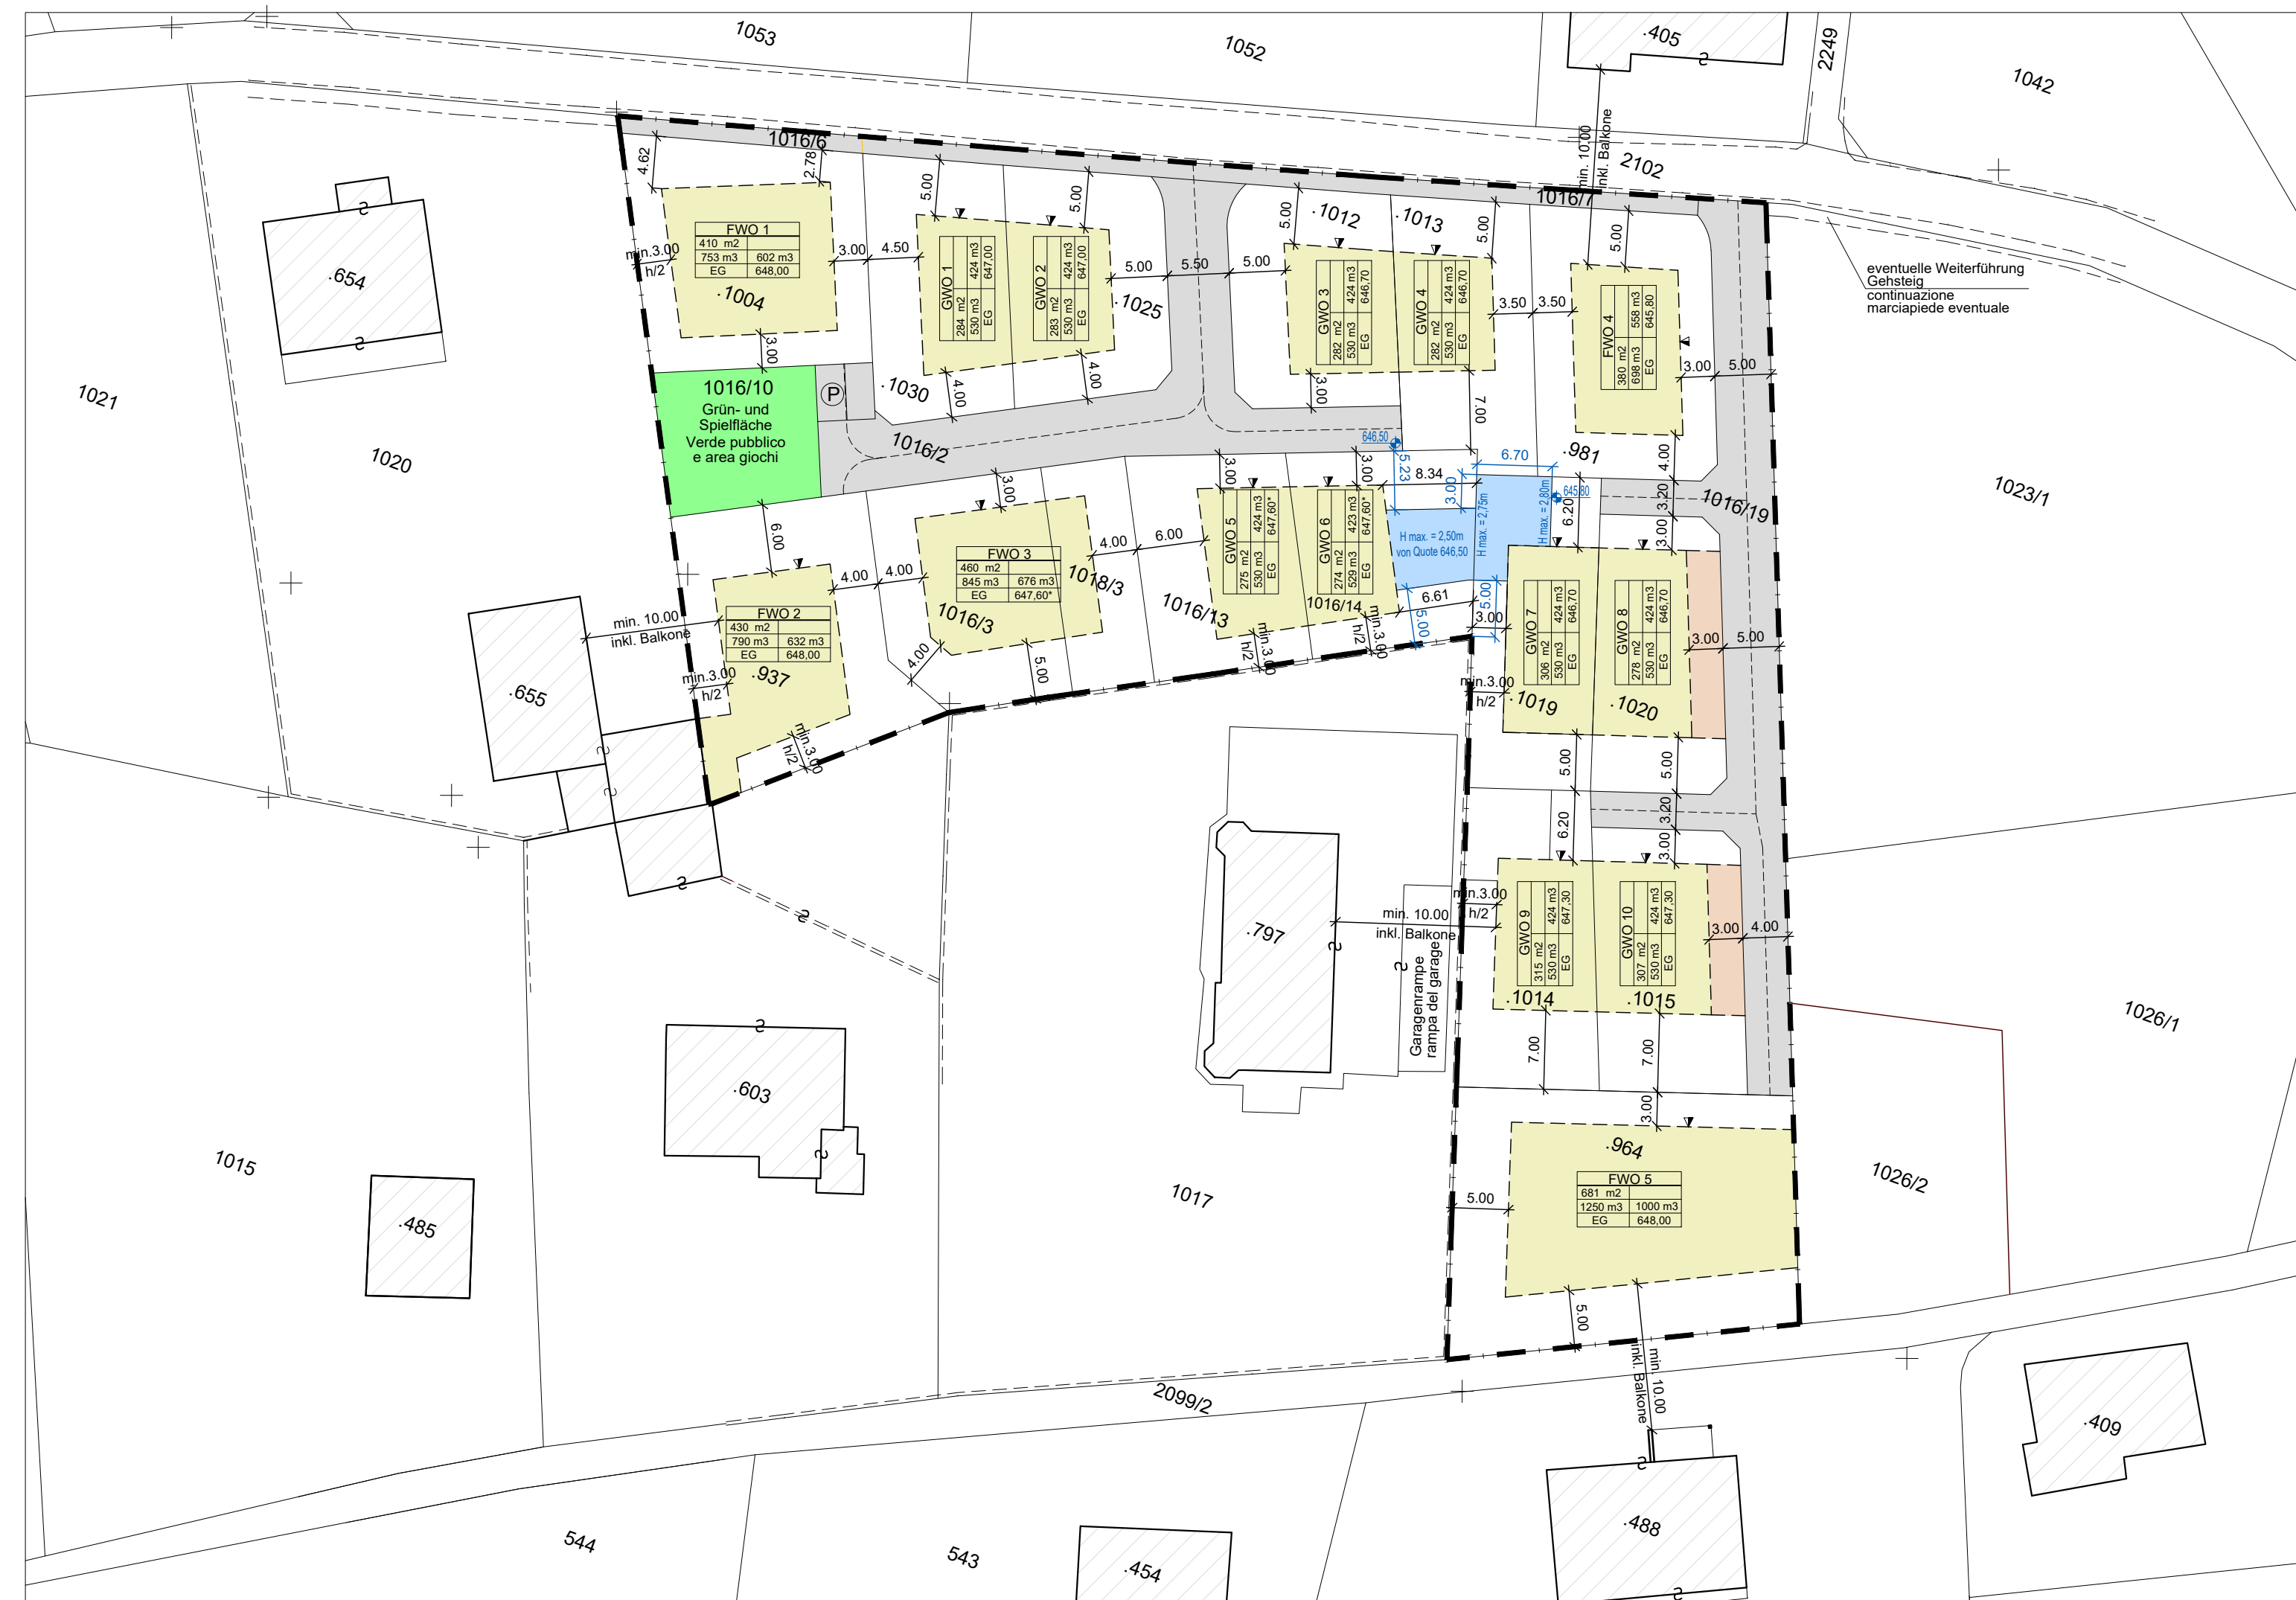 1053
1052
.405
2249
1042
1016/6
4.62
2.78
min. 10.00
inkl. Balkone
2102
1016/7
5.00
5.00
5.00
.1012
.1013
5.00
5.00
eventuelle Weiterführung
Gehsteig
continuazione
marciapiede eventuale
.654
min.3.00
h/2
FWO 1
410 m2
753 m3 602 m3
EG 648,00
.1004
3.00 4.50
GWO 1
284 m2
530 m3 424 m3
EG 647,00
GWO 2
283 m2
530 m3 424 m3
EG 647,00
.1025
5.00 5.50 5.00
GWO 3
282 m2
530 m3 424 m3
EG 646,70
GWO 4
282 m2
530 m3 424 m3
EG 646,70
3.50 3.50
FWO 4
380 m2
698 m3 558 m3
EG 645,80
3.00 5.00
3.00
4.00
4.00
3.00
7.00
1021
1020
1016/10
Grün- und
Spielfläche
Verde pubblico
e area giochi
P
.1030
1016/2
646,50
5.23
8.34
6.70
3.00
.981
645,80
6.20
4.00
3.20
3.00
1016/19
1023/1
H max. = 2,50m
von Quote 646,50
H max. = 2,75m
H max. = 2,80m
6.00
3.00
3.00
3.00
4.00 4.00
FWO 3
460 m2
845 m3 676 m3
EG 647,60*
1016/3
1018/3
4.00 6.00
GWO 5
275 m2
530 m3 424 m3
EG 647,60*
GWO 6
274 m2
529 m3 423 m3
EG 647,60*
1016/13
1016/14
6.61
5.00
5.00
3.00
min.3.00
h/2
min.3.00
h/2
GWO 7
306 m2
530 m3 424 m3
EG 646,70
GWO 8
278 m2
530 m3 424 m3
EG 646,70
3.00 5.00
.1019
.1020
min.3.00
h/2
min. 10.00
inkl. Balkone
FWO 2
430 m2
790 m3 632 m3
EG 648,00
.937
min.3.00
h/2
min.3.00
h/2
4.00
5.00
.655
5.00
5.00
6.20
3.20
3.00
.797
min. 10.00
inkl. Balkone
min.3.00
h/2
Garagenrampe
rampa del garage
GWO 9
315 m2
530 m3 424 m3
EG 647,30
GWO 10
307 m2
530 m3 424 m3
EG 647,30
3.00 4.00
.1014
.1015
7.00
7.00
3.00
1026/1
.603
1015
.485
1017
.964
FWO 5
681 m2
1250 m3 1000 m3
EG 648,00
5.00
1026/2
5.00
min. 10.00
inkl. Balkone
2099/2
.409
544
543
.454
.488